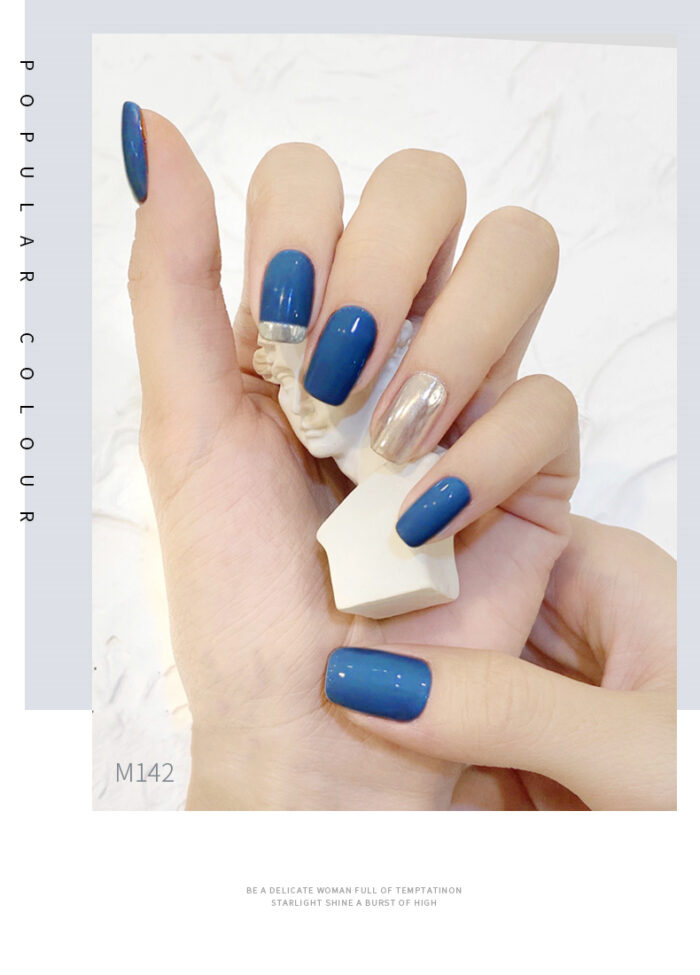 POPULAR COLOUR
M142
BE A DELICATE WOMAN FULL OF TEMPTATINON
STARLIGHT SHINE A BURST OF HIGH